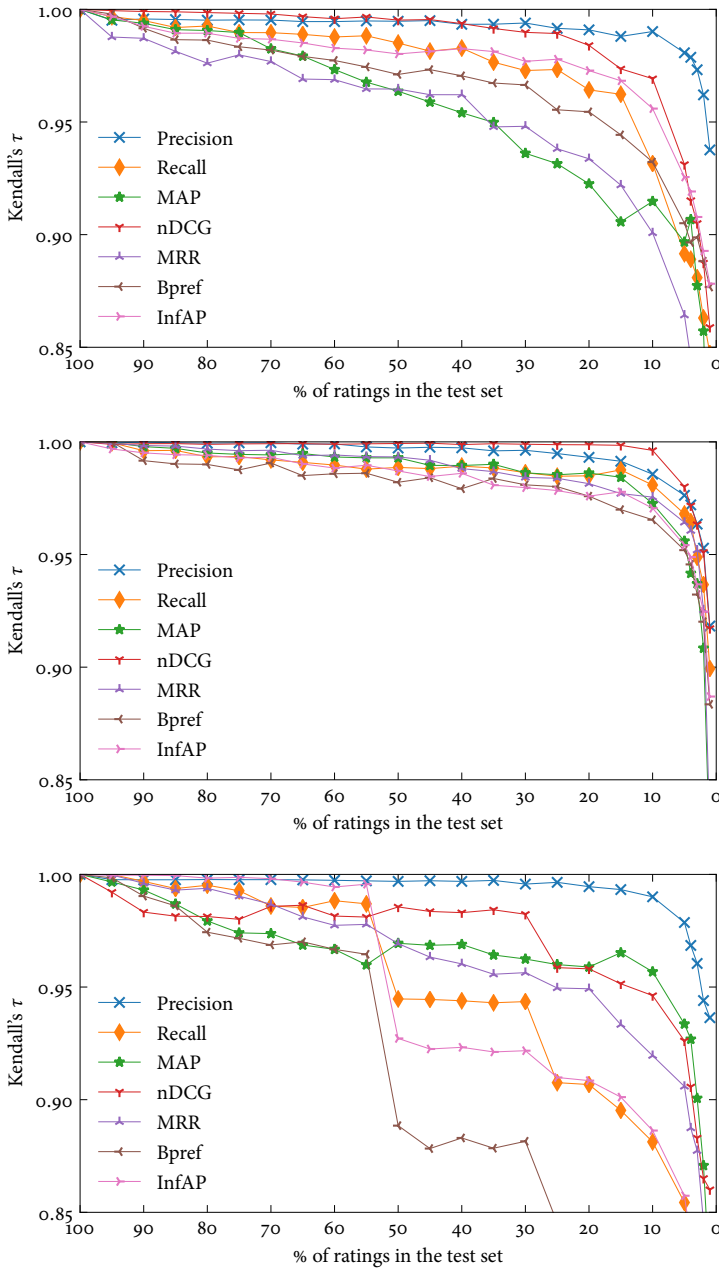 1.00
0.95
0.90
0.85
Kendall's τ
Precision
Recall
MAP
nDCG
MRR
Bpref
InfAP
100 90 80 70 60 50 40 30 20 10 0
% of ratings in the test set
1.00
0.95
0.90
0.85
Kendall's τ
Precision
Recall
MAP
nDCG
MRR
Bpref
InfAP
100 90 80 70 60 50 40 30 20 10 0
% of ratings in the test set
1.00
0.95
0.90
0.85
Kendall's τ
Precision
Recall
MAP
nDCG
MRR
Bpref
InfAP
100 90 80 70 60 50 40 30 20 10 0
% of ratings in the test set